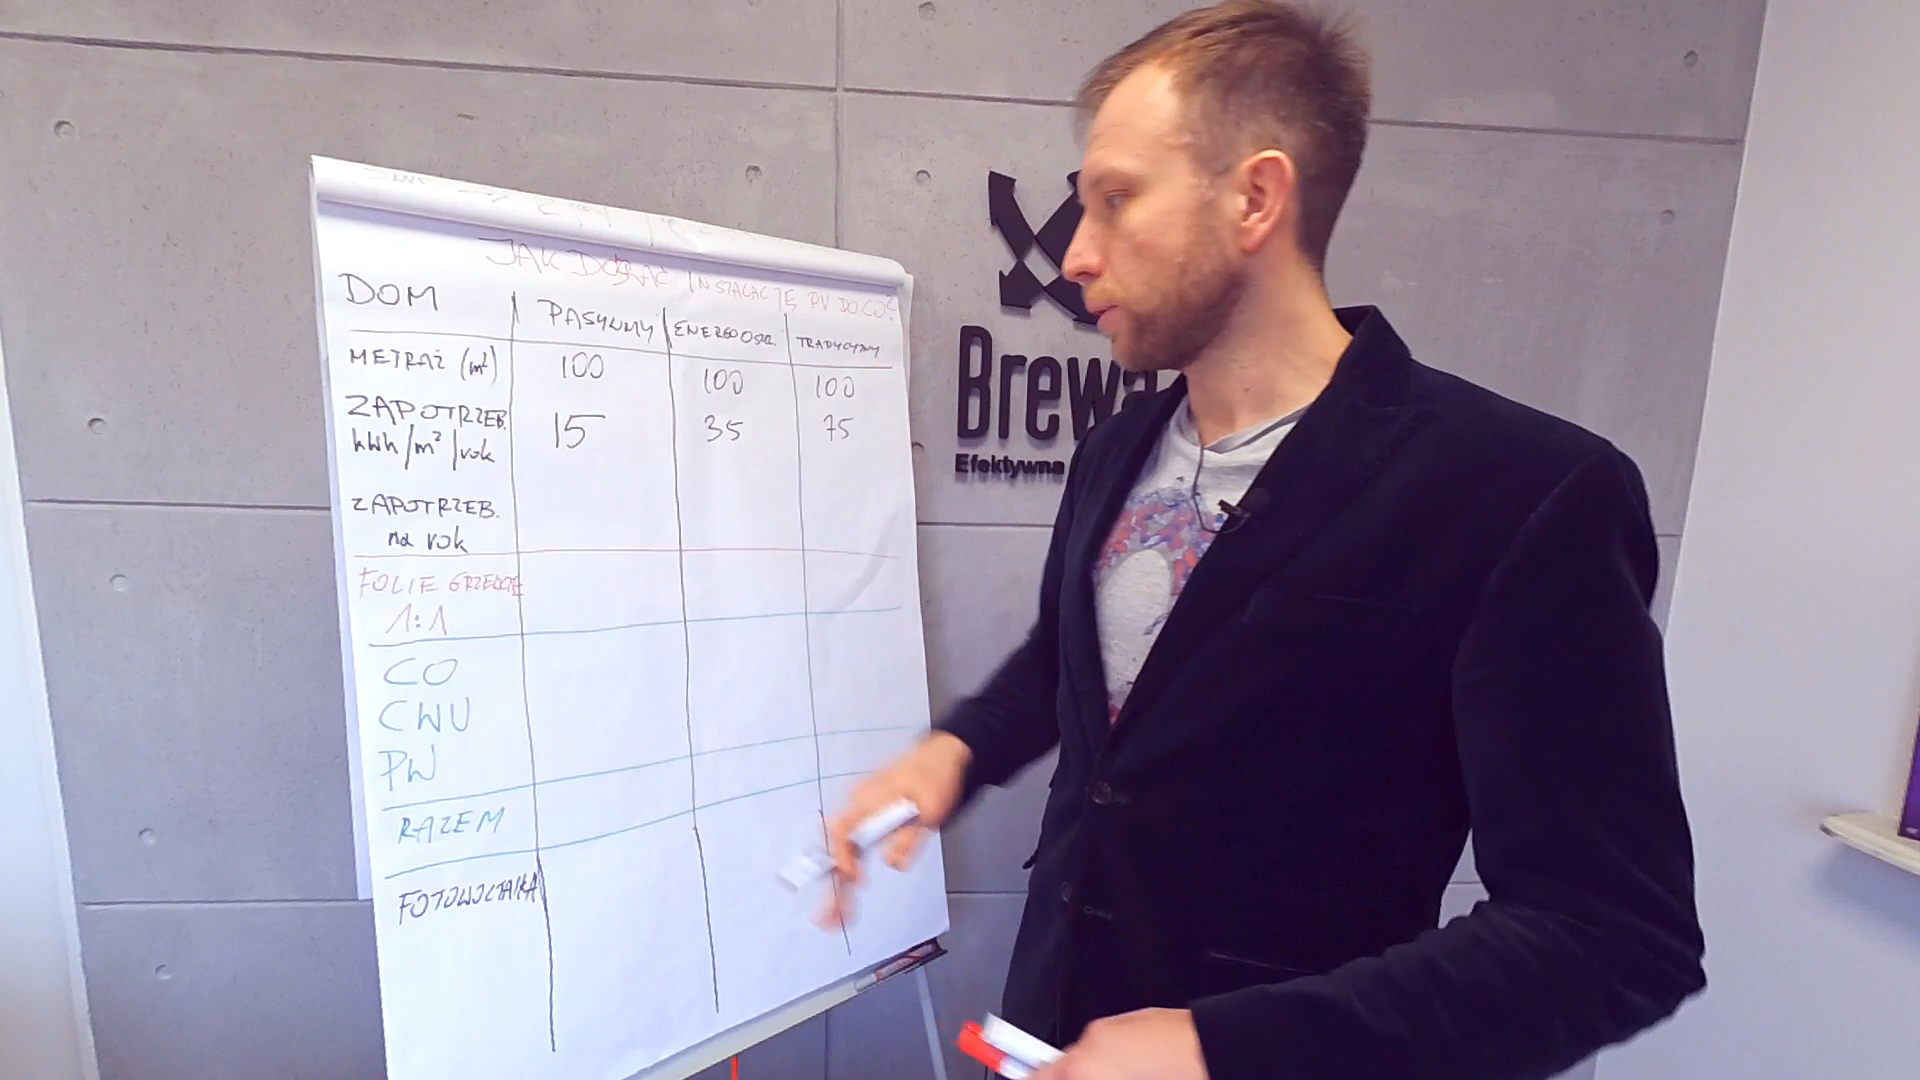 JAK DOBRAĆ INSTALACJĘ PV DO CO?
DOM PASYWNY ENERGOOSZ. TRADYCYJNY
METRAŻ (m²) 100 100 100
ZAPOTRZEB. 15 35 75
kWh/m²/rok
ZAPOTRZEB.
na rok
FOLIE GRZEWCZE
1:1
CO
CWU
PW
RAZEM
FOTOWOLTAIKA
Brewa
Efektywna